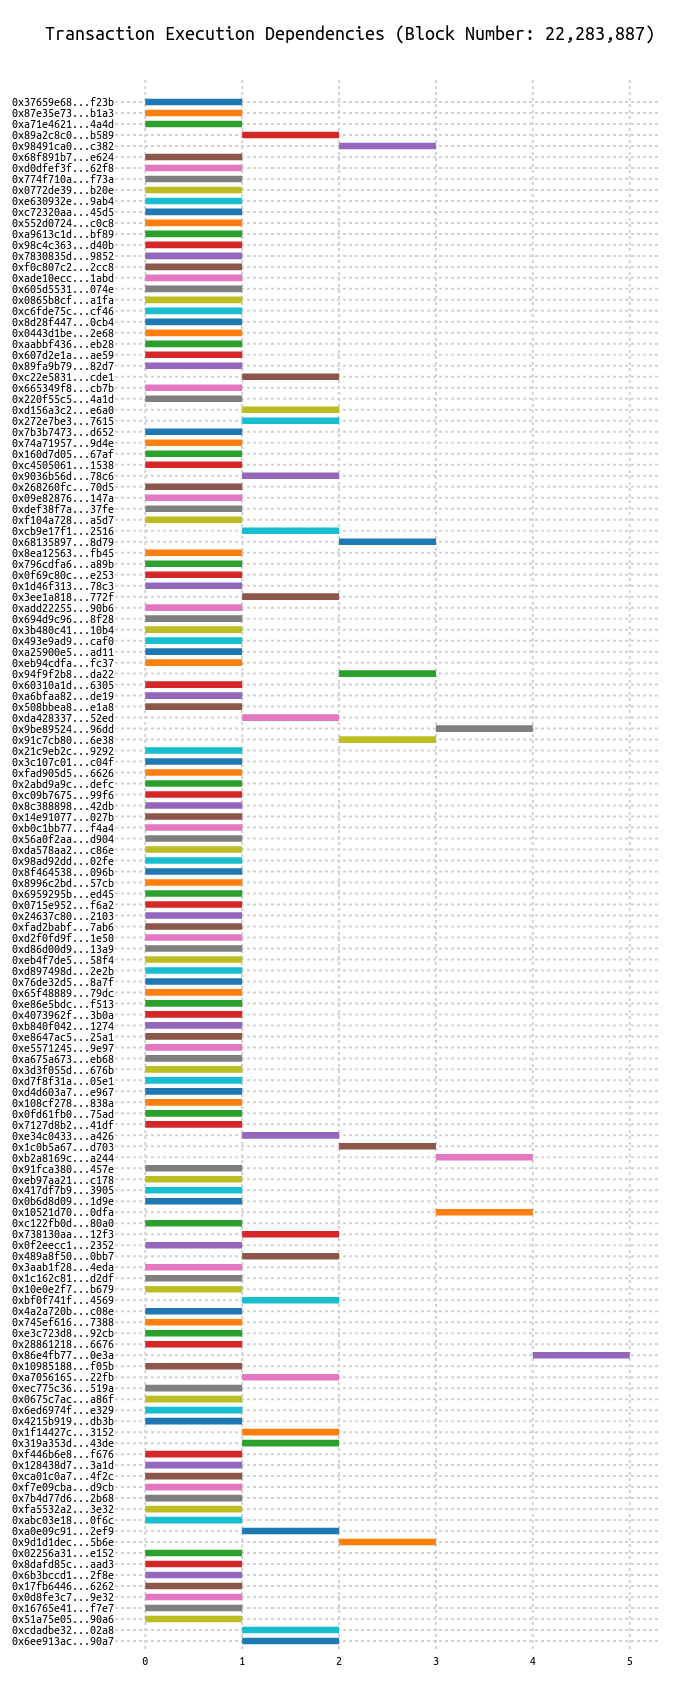 Transaction Execution Dependencies (Block Number: 22,283,887)
0x37659e68...f23b
0x87e35e73...b1a3
0xa71e4621...4a4d
0x89a2c8c0...b589
0x98491ca0...c382
0x68f891b7...e624
0xd0dfef3f...62f8
0x774f710a...f73a
0x0772de39...b20e
0xe630932e...9ab4
0xc72320aa...45d5
0x552d0724...c0c8
0xa9613c1d...bf89
0x98c4c363...d40b
0x7830835d...9852
0xf0c807c2...2cc8
0xade10ecc...1abd
0x605d5531...074e
0x0865b8cf...a1fa
0xc6fde75c...cf46
0x8d28f447...0cb4
0x0443d1be...2e68
0xaabbf436...eb28
0x607d2e1a...ae59
0x89fa9b79...82d7
0xc22e5831...cde1
0x665349f8...cb7b
0x220f55c5...4a1d
0xd156a3c2...e6a0
0x272e7be3...7615
0x7b3b7473...d652
0x74a71957...9d4e
0x160d7d05...67af
0xc4505061...1538
0x9036b56d...78c6
0x268260fc...70d5
0x09e82876...147a
0xdef38f7a...37fe
0xf104a728...a5d7
0xcb9e17f1...2516
0x68135897...8d79
0x8ea12563...fb45
0x796cdfa6...a89b
0x0f69c80c...e253
0x1d46f313...78c3
0x3ee1a818...772f
0xadd22255...90b6
0x694d9c96...8f28
0x3b480c41...10b4
0x493e9ad9...caf0
0xa25900e5...ad11
0xeb94cdfa...fc37
0x94f9f2b8...da22
0x60310a1d...6305
0xa6bfaa82...de19
0x508bbea8...e1a8
0xda428337...52ed
0x9be89524...96dd
0x91c7cb80...6e38
0x21c9eb2c...9292
0x3c107c01...c04f
0xfad905d5...6626
0x2abd9a9c...defc
0xc09b7675...99f6
0x8c388898...42db
0x14e91077...027b
0xb0c1bb77...f4a4
0x56a0f2aa...d904
0xda578aa2...c86e
0x98ad92dd...02fe
0x8f464538...096b
0x8996c2bd...57cb
0x6959295b...ed45
0x0715e952...f6a2
0x24637c80...2103
0xfad2babf...7ab6
0xd2f0fd9f...1e50
0xd86d00d9...13a9
0xeb4f7de5...58f4
0xd897498d...2e2b
0x76de32d5...8a7f
0x65f48889...79dc
0xe86e5bdc...f513
0x4073962f...3b0a
0xb840f042...1274
0xe8647ac5...25a1
0xe5571245...9e97
0xa675a673...eb68
0x3d3f055d...676b
0xd7f8f31a...05e1
0xd4d603a7...e967
0x108cf278...838a
0x0fd61fb0...75ad
0x7127d8b2...41df
0xe34c0433...a426
0x1c0b5a67...d703
0xb2a8169c...a244
0x91fca380...457e
0xeb97aa21...c178
0x417df7b9...3905
0x0b6d8d09...1d9e
0x10521d70...0dfa
0xc122fb0d...80a0
0x738130aa...12f3
0x0f2eecc1...2352
0x489a8f50...0bb7
0x3aab1f28...4eda
0x1c162c81...d2df
0x10e0e2f7...b679
0xbf0f741f...4569
0x4a2a720b...c08e
0x745ef616...7388
0xe3c723d8...92cb
0x28861218...6676
0x86e4fb77...0e3a
0x10985188...f05b
0xa7056165...22fb
0xec775c36...519a
0x0675c7ac...a86f
0x6ed6974f...e329
0x4215b919...db3b
0x1f14427c...3152
0x319a353d...43de
0xf446b6e8...f676
0x128438d7...3a1d
0xca01c0a7...4f2c
0xf7e09cba...d9cb
0x7b4d77d6...2b68
0xfa5532a2...3e32
0xabc03e18...0f6c
0xa0e09c91...2ef9
0x9d1d1dec...5b6e
0x02256a31...e152
0x8dafd85c...aad3
0x6b3bccd1...2f8e
0x17fb6446...6262
0x0d8fe3c7...9e32
0x16765e41...f7e7
0x51a75e05...90a6
0xcdadbe32...02a8
0x6ee913ac...90a7
0 1 2 3 4 5